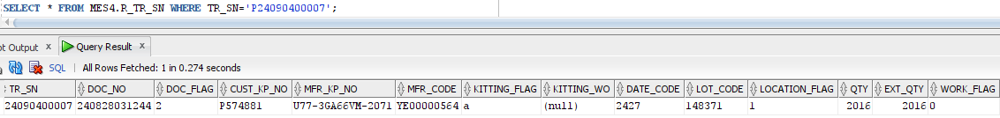 SELECT * FROM MES4.R_TR_SN WHERE TR_SN='P24090400007';
ot Output x Query Result x
SQL | All Rows Fetched: 1 in 0.274 seconds
TR_SN DOC_NO DOC_FLAG CUST_KP_NO MFR_KP_NO MFR_CODE KITTING_FLAG KITTING_WO DATE_CODE LOT_CODE LOCATION_FLAG QTY EXT_QTY WORK_FLAG
24090400007 240828031244 2 P574881 U77-3GA66VM-2071 YE00000564 a (null) 2427 148371 1 2016 2016 0